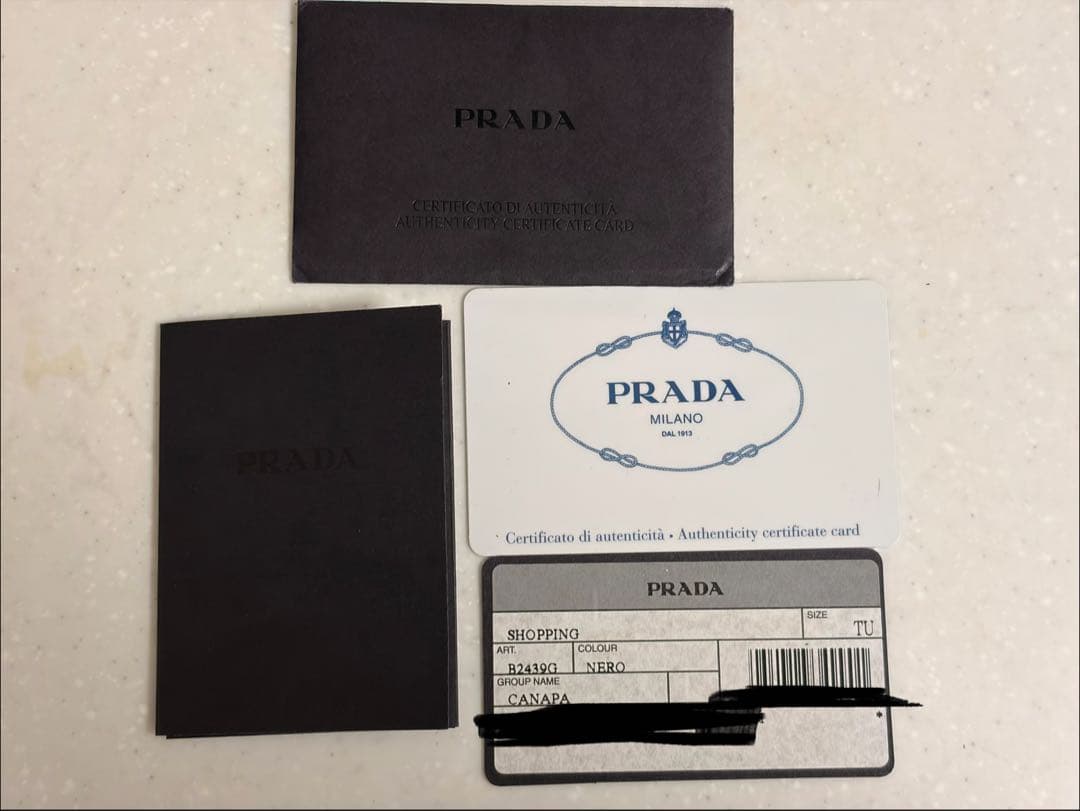 PRADA
CERTIFICATO DI AUTENTICITÀ
AUTHENTICITY CERTIFICATE CARD
PRADA
PRADA
MILANO
DAL 1913
Certificato di autenticità • Authenticity certificate card
PRADA
SHOPPING
SIZE
TU
ART.
B2439G
COLOUR
NERO
GROUP NAME
CANAPA
*